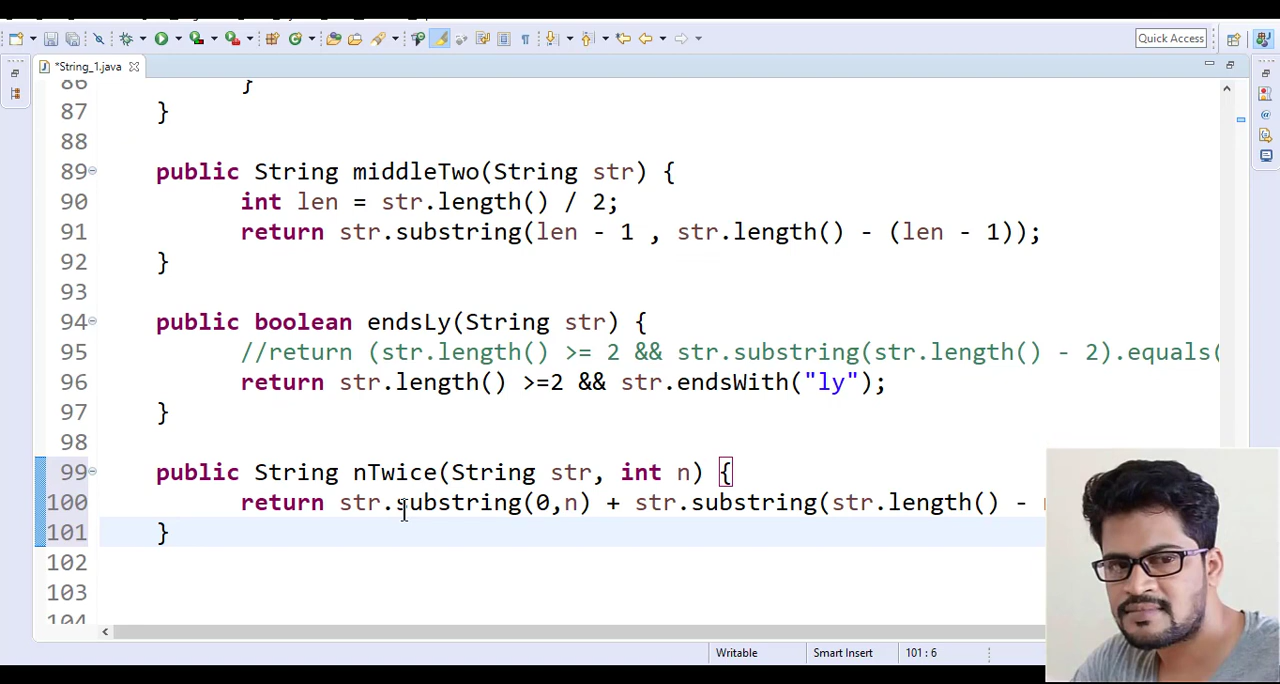 Quick Access
*String_1.java
86 }
87 }
88
89 public String middleTwo(String str) {
90 int len = str.length() / 2;
91 return str.substring(len - 1 , str.length() - (len - 1));
92 }
93
94 public boolean endsLy(String str) {
95 //return (str.length() >= 2 && str.substring(str.length() - 2).equals(
96 return str.length() >=2 && str.endsWith("ly");
97 }
98
99 public String nTwice(String str, int n) {
100 return str.substring(0,n) + str.substring(str.length() -
101 }
102
103
104
Writable Smart Insert 101 : 6